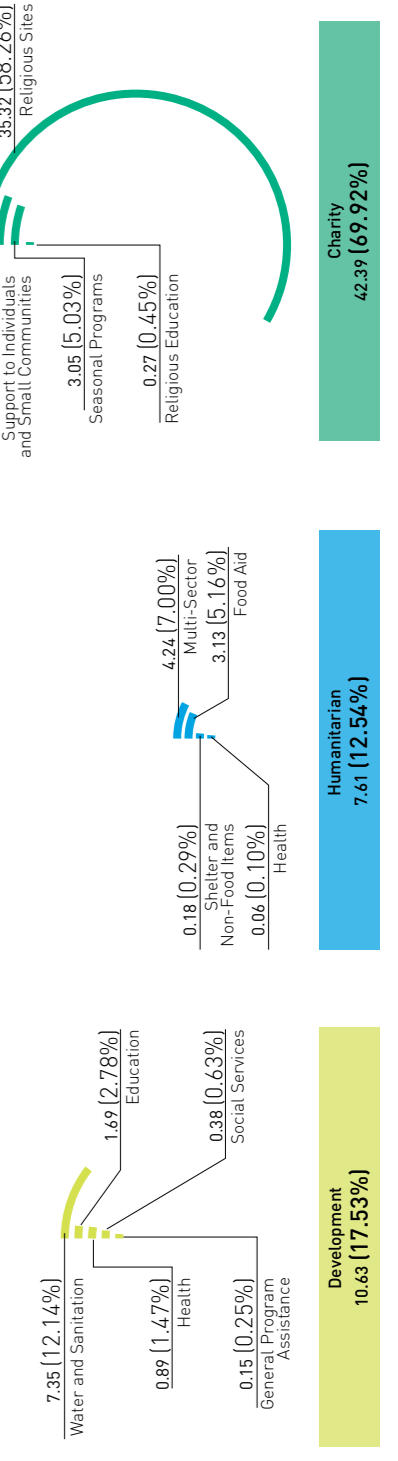 7.35 (12.14%)
Water and Sanitation
1.69 (2.78%)
Education
0.89 (1.47%)
Health
0.38 (0.63%)
Social Services
0.15 (0.25%)
General Program
Assistance
Development
10.63 (17.53%)
4.24 (7.00%)
Multi-Sector
0.18 (0.29%)
Shelter and
Non-Food Items
3.13 (5.16%)
Food Aid
0.06 (0.10%)
Health
Humanitarian
7.61 (12.54%)
Support to Individuals
and Small Communities
35.32 (58.26%)
Religious Sites
3.05 (5.03%)
Seasonal Programs
0.27 (0.45%)
Religious Education
Charity
42.39 (69.92%)